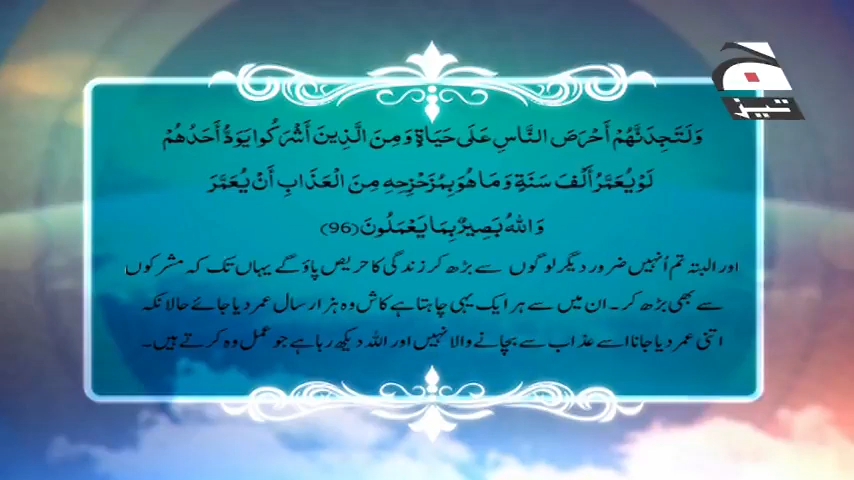 تیز
وَلَتَجِدَنَّهُمْ أَحْرَصَ النَّاسِ عَلَى حَيَاةٍ وَمِنَ الَّذِينَ أَشْرَكُوا يَوَدُّ أَحَدُهُمْ
لَوْ يُعَمَّرُ أَلْفَ سَنَةٍ وَمَا هُوَ بِمُزَحْزِحِهِ مِنَ الْعَذَابِ أَنْ يُعَمَّرَ
وَاللهُ بَصِيرٌ بِمَا يَعْمَلُونَ (96)
اور البتہ تم اُنہیں ضرور دیگر لوگوں سے بڑھ کر زندگی کا حریص پاؤ گے یہاں تک کہ مشرکوں
سے بھی بڑھ کر۔ ان میں سے ہر ایک یہی چاہتا ہے کاش وہ ہزار سال عمر دیا جائے حالانکہ
اتنی عمر دیا جانا اسے عذاب سے بچانے والا نہیں اور اللہ دیکھ رہا ہے جو عمل وہ کرتے ہیں۔